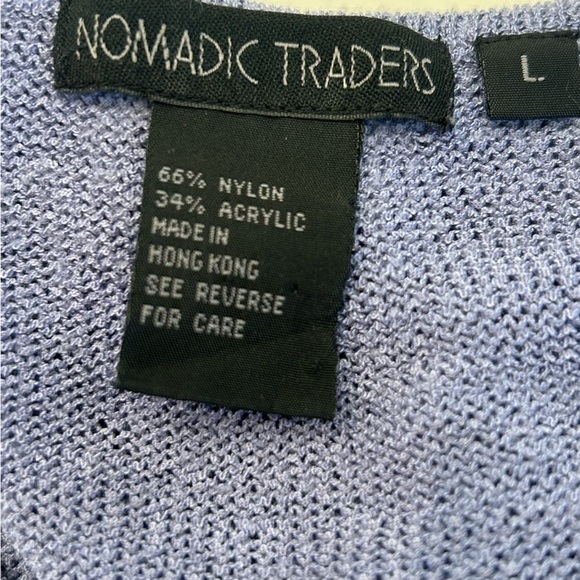 NOMADIC TRADERS
L
66% NYLON
34% ACRYLIC
MADE IN
HONG KONG
SEE REVERSE
FOR CARE